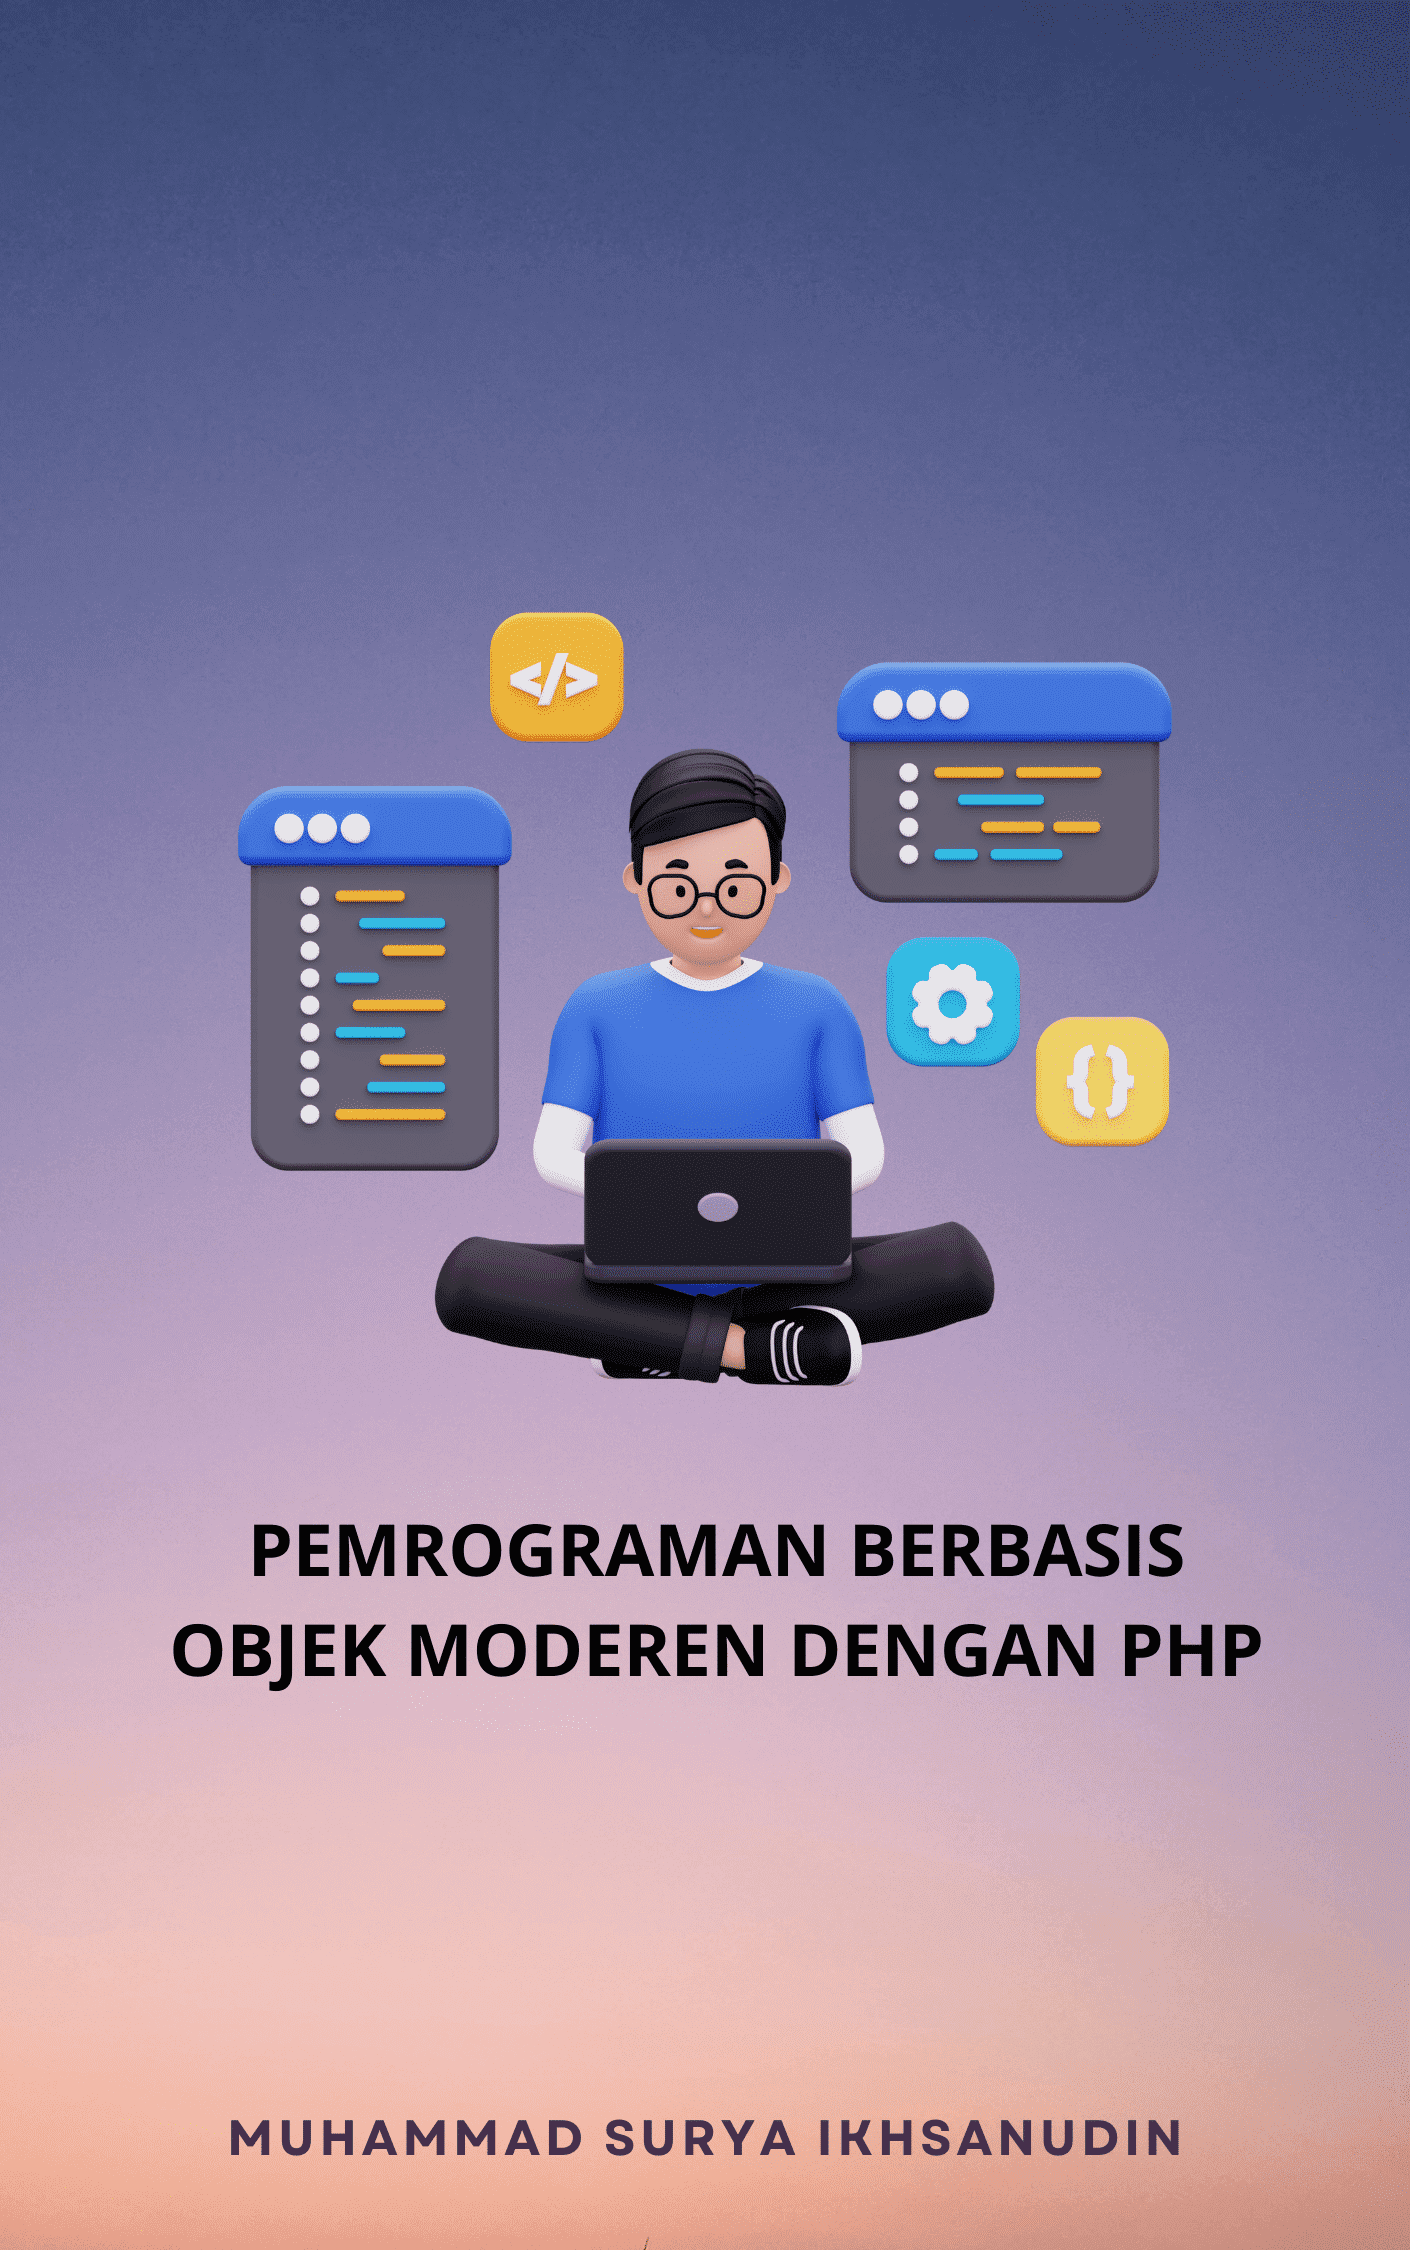 </>
{}
PEMROGRAMAN BERBASIS
OBJEK MODEREN DENGAN PHP
MUHAMMAD SURYA IKHSANUDIN